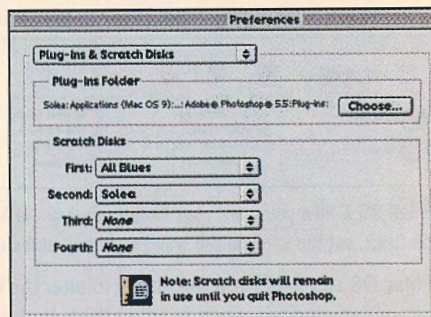 Preferences
Plug-Ins & Scratch Disks
Plug-Ins Folder
Solea: Applications (Mac OS 9):...: Adobe® Photoshop® 5.5:Plug-Ins: Choose...
Scratch Disks
First: All Blues
Second: Solea
Third: None
Fourth: None
Note: Scratch disks will remain
in use until you quit Photoshop.